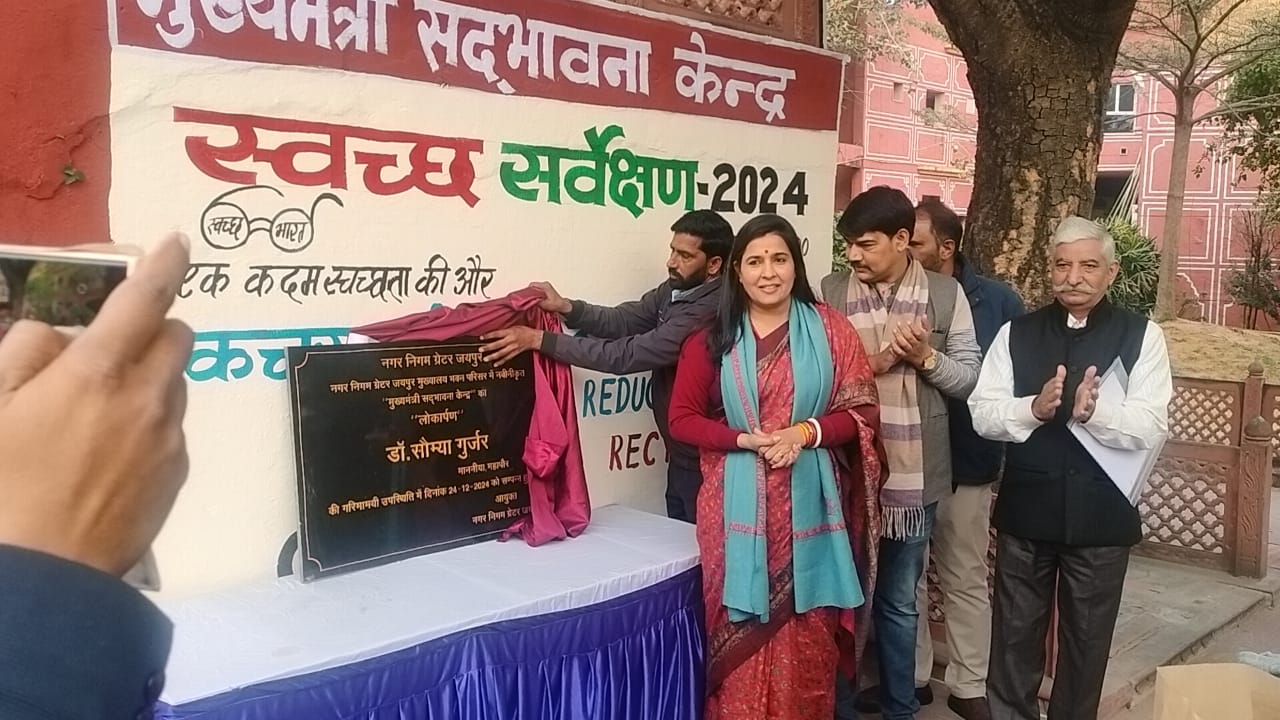 मुख्यमंत्री सद्भावना केन्द्र
स्वच्छ सर्वेक्षण-2024
स्वच्छ भारत
एक कदम स्वच्छता की और
REDUC
RECY
नगर निगम ग्रेटर जयपुर
नगर निगम ग्रेटर जयपुर मुख्यालय भवन परिसर में नवीनीकृत
"मुख्यमंत्री सद्भावना केन्द्र" का
"लोकार्पण"
डॉ. सौम्या गुर्जर
माननीया, महापौर
की गरिमामयी उपस्थिति में दिनांक 24-12-2024 को सम्पन्न
आयुक्त
नगर निगम ग्रेटर